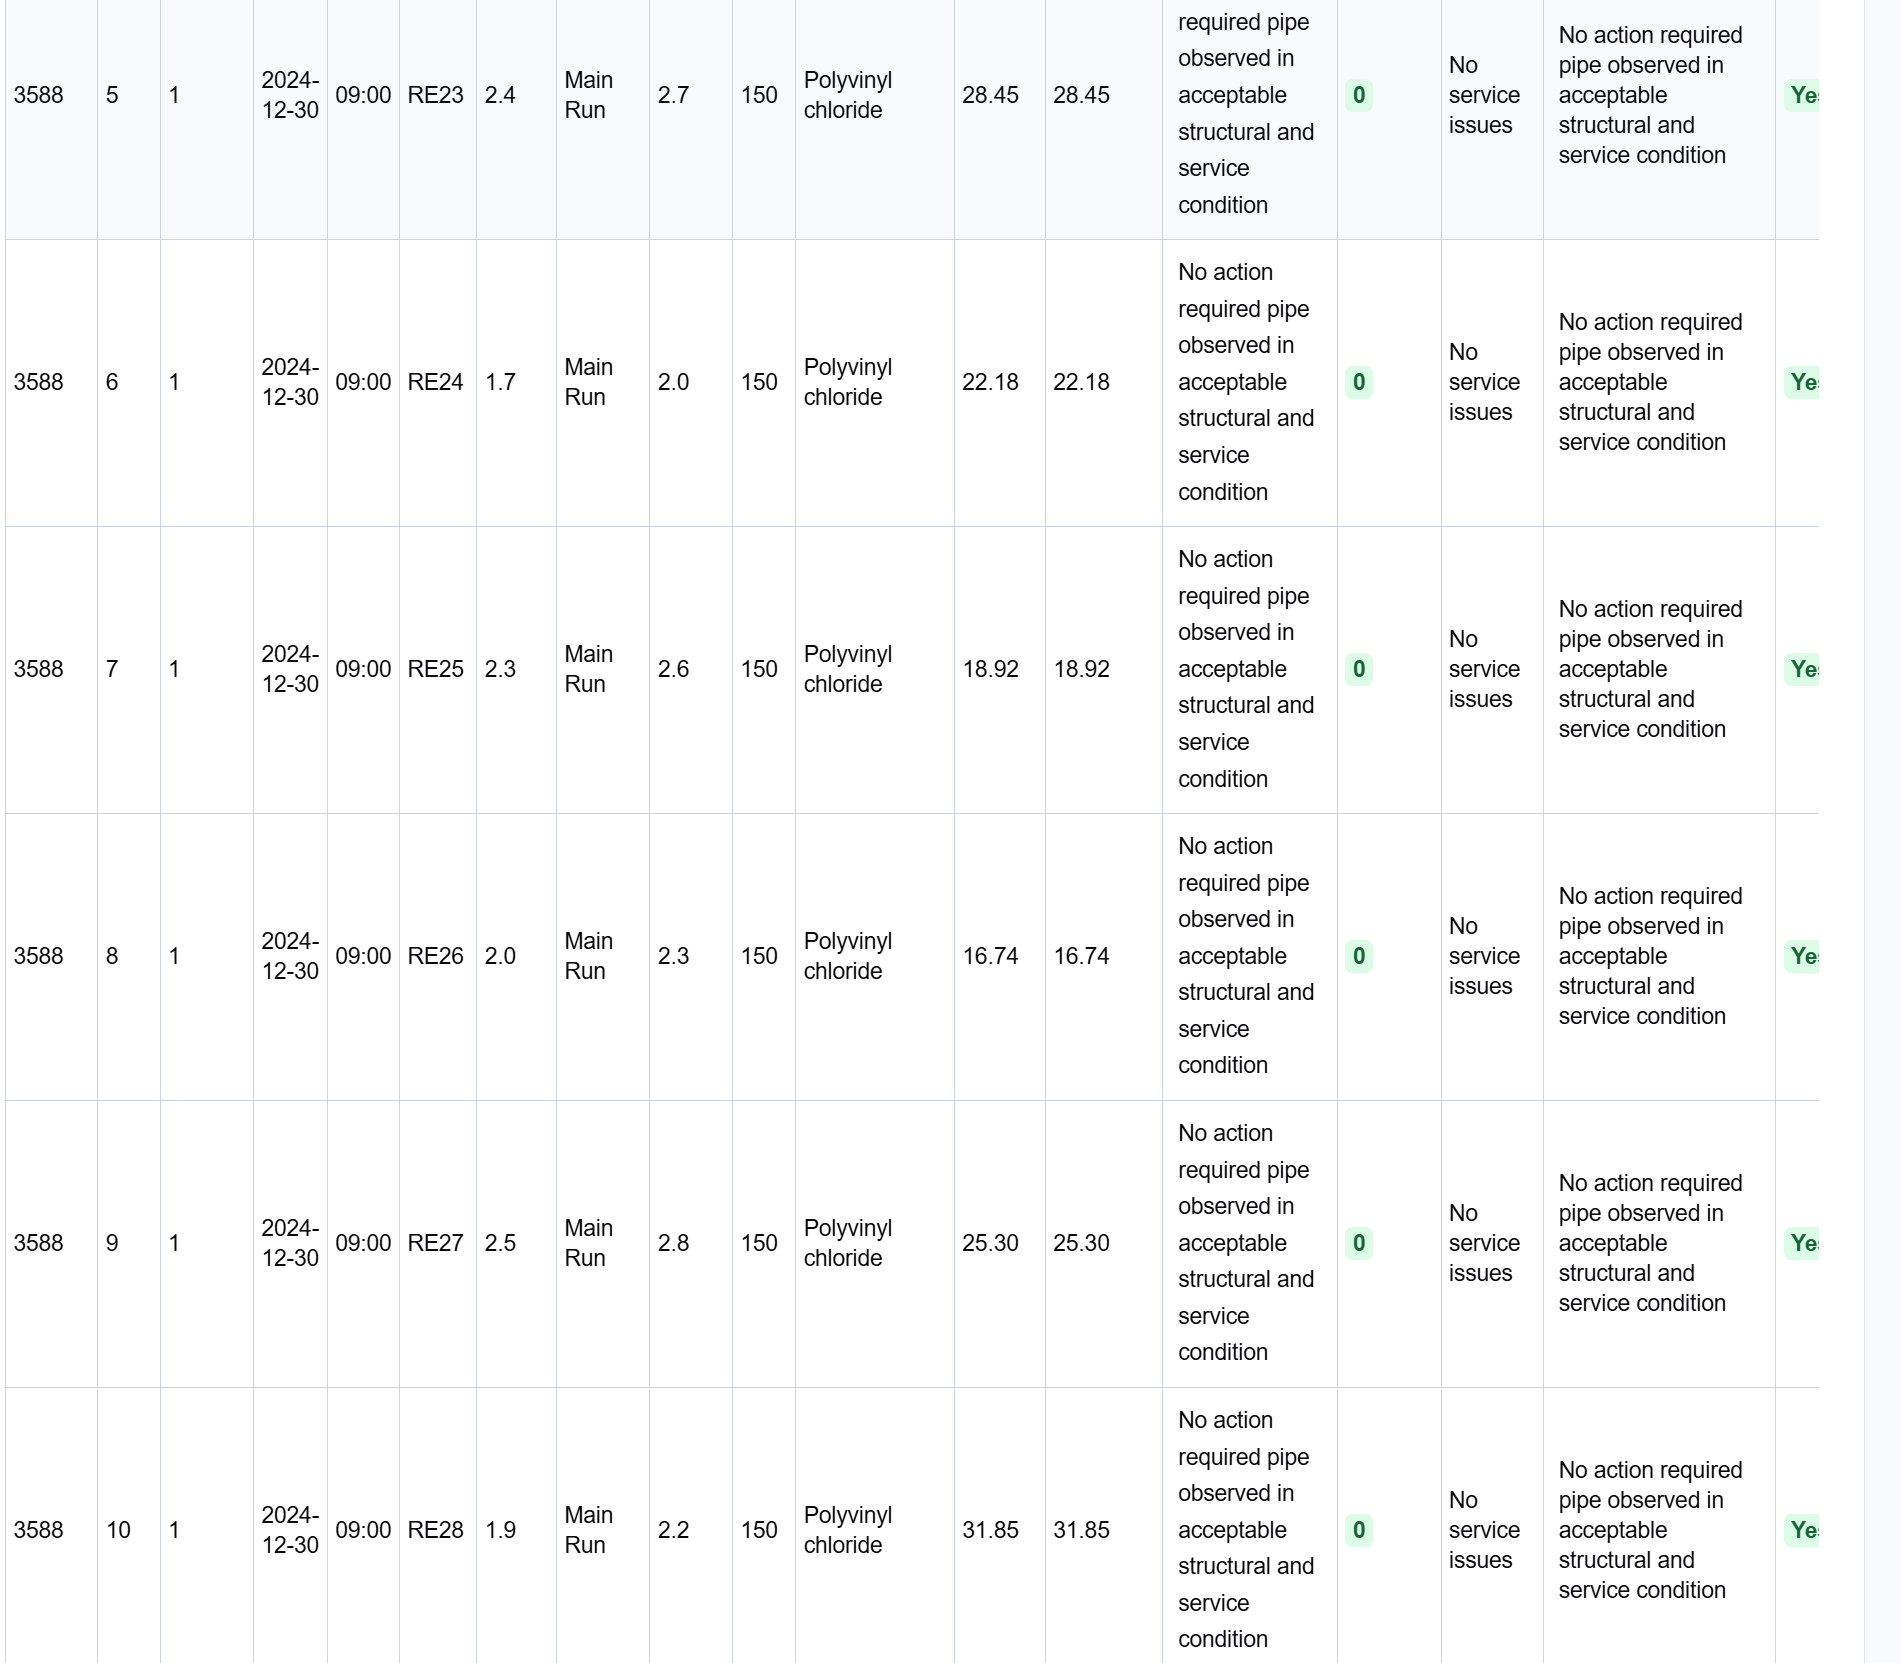 3588 5 1 2024-12-30 09:00 RE23 2.4 Main Run 2.7 150 Polyvinyl chloride 28.45 28.45 required pipe observed in acceptable structural and service condition 0 No service issues No action required pipe observed in acceptable structural and service condition Yes
3588 6 1 2024-12-30 09:00 RE24 1.7 Main Run 2.0 150 Polyvinyl chloride 22.18 22.18 No action required pipe observed in acceptable structural and service condition 0 No service issues No action required pipe observed in acceptable structural and service condition Yes
3588 7 1 2024-12-30 09:00 RE25 2.3 Main Run 2.6 150 Polyvinyl chloride 18.92 18.92 No action required pipe observed in acceptable structural and service condition 0 No service issues No action required pipe observed in acceptable structural and service condition Yes
3588 8 1 2024-12-30 09:00 RE26 2.0 Main Run 2.3 150 Polyvinyl chloride 16.74 16.74 No action required pipe observed in acceptable structural and service condition 0 No service issues No action required pipe observed in acceptable structural and service condition Yes
3588 9 1 2024-12-30 09:00 RE27 2.5 Main Run 2.8 150 Polyvinyl chloride 25.30 25.30 No action required pipe observed in acceptable structural and service condition 0 No service issues No action required pipe observed in acceptable structural and service condition Yes
3588 10 1 2024-12-30 09:00 RE28 1.9 Main Run 2.2 150 Polyvinyl chloride 31.85 31.85 No action required pipe observed in acceptable structural and service condition 0 No service issues No action required pipe observed in acceptable structural and service condition Yes